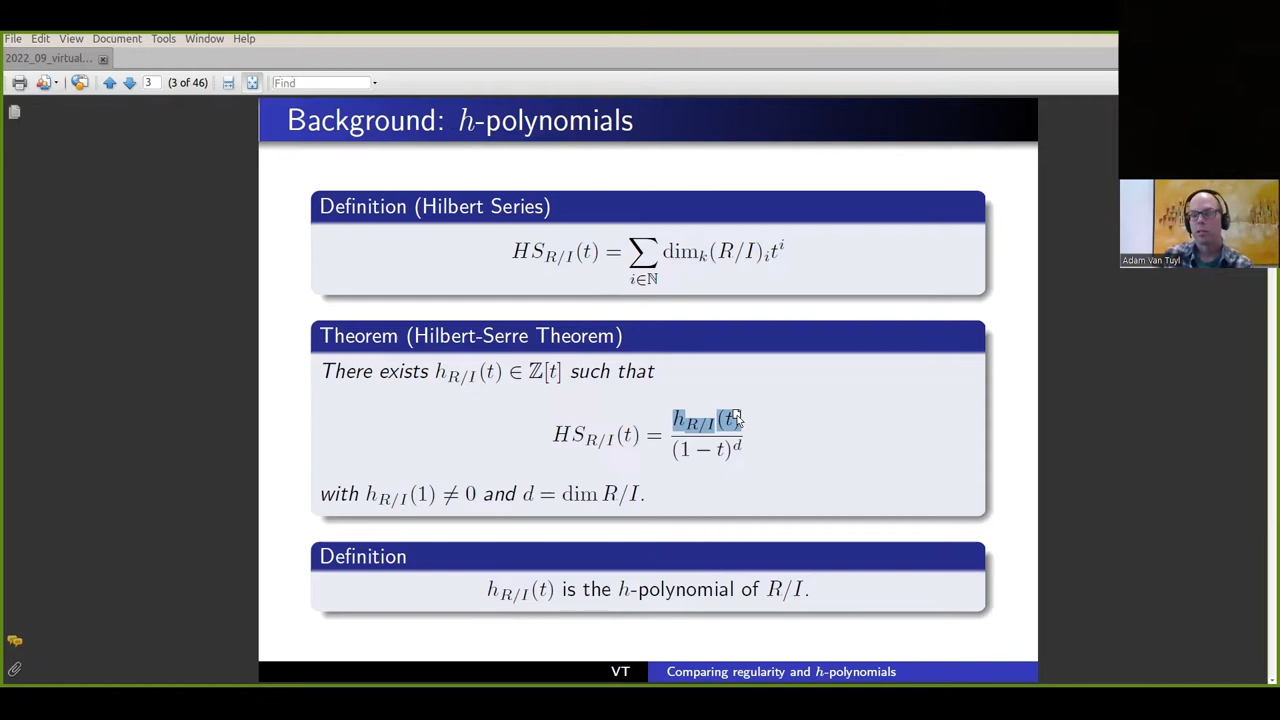 File Edit View Document Tools Window Help
2022_09_virtual...
3 (3 of 46) Find
Background: h-polynomials
Definition (Hilbert Series)
HS_{R/I}(t) = \sum_{i∈ℕ} dim_k(R/I)_i t^i
Theorem (Hilbert-Serre Theorem)
There exists h_{R/I}(t) ∈ ℤ[t] such that
HS_{R/I}(t) = \frac{h_{R/I}(t)}{(1 − t)^d}
with h_{R/I}(1) ≠ 0 and d = dim R/I.
Definition
h_{R/I}(t) is the h-polynomial of R/I.
VT Comparing regularity and h-polynomials
Adam Van Tuyl